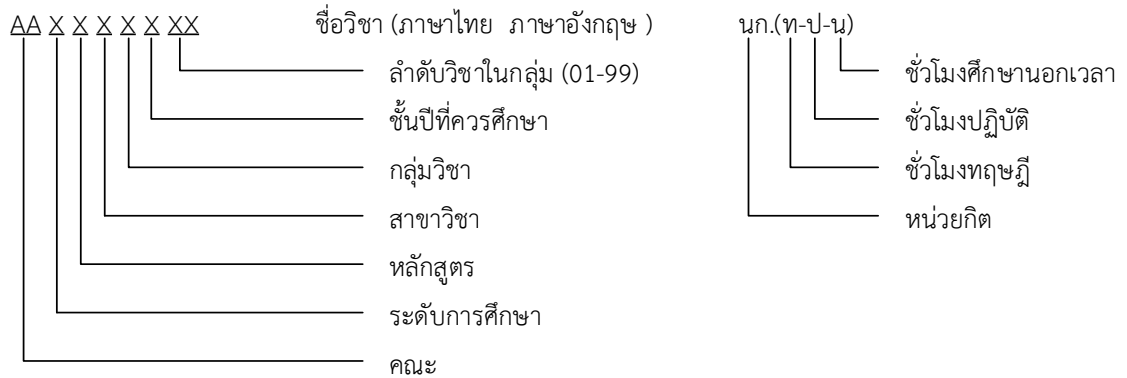 AA X X X X X XX ชื่อวิชา (ภาษาไทย ภาษาอังกฤษ ) นก.(ท-ป-น)
ลำดับวิชาในกลุ่ม (01-99) ชั่วโมงศึกษานอกเวลา
ชั้นปีที่ควรศึกษา ชั่วโมงปฏิบัติ
กลุ่มวิชา ชั่วโมงทฤษฎี
สาขาวิชา หน่วยกิต
หลักสูตร
ระดับการศึกษา
คณะ